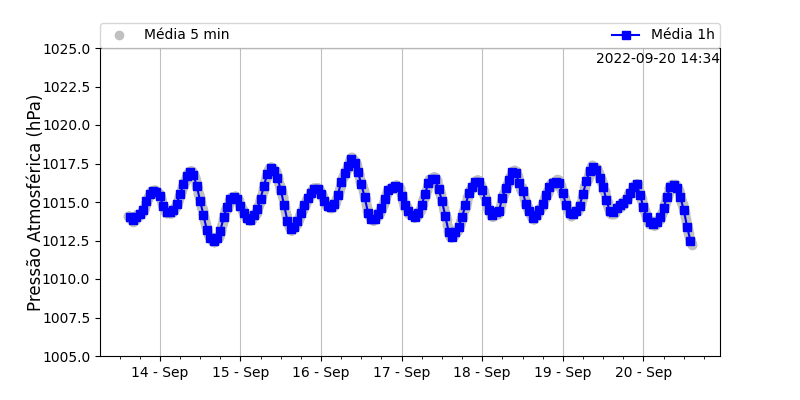 Média 5 min
Média 1h
2022-09-20 14:34
Pressão Atmosférica (hPa)
1025.0
1022.5
1020.0
1017.5
1015.0
1012.5
1010.0
1007.5
1005.0
14 - Sep
15 - Sep
16 - Sep
17 - Sep
18 - Sep
19 - Sep
20 - Sep